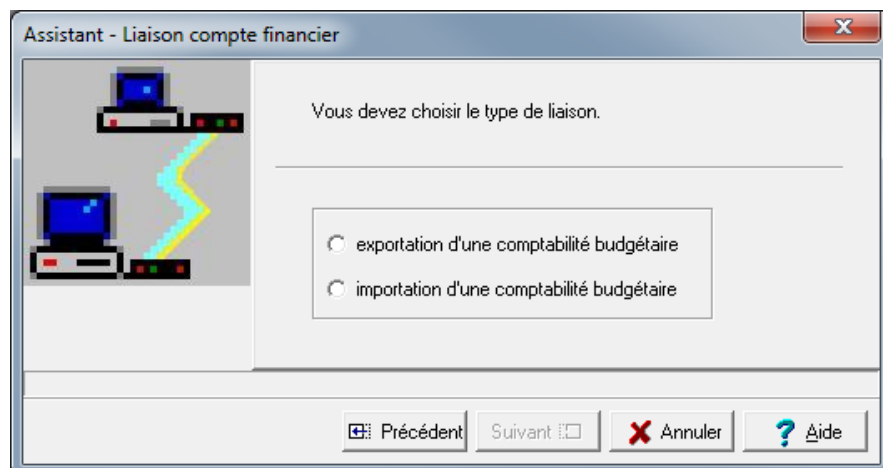 Assistant - Liaison compte financier
Vous devez choisir le type de liaison.
exportation d'une comptabilité budgétaire
importation d'une comptabilité budgétaire
Précédent Suivant Annuler ? Aide